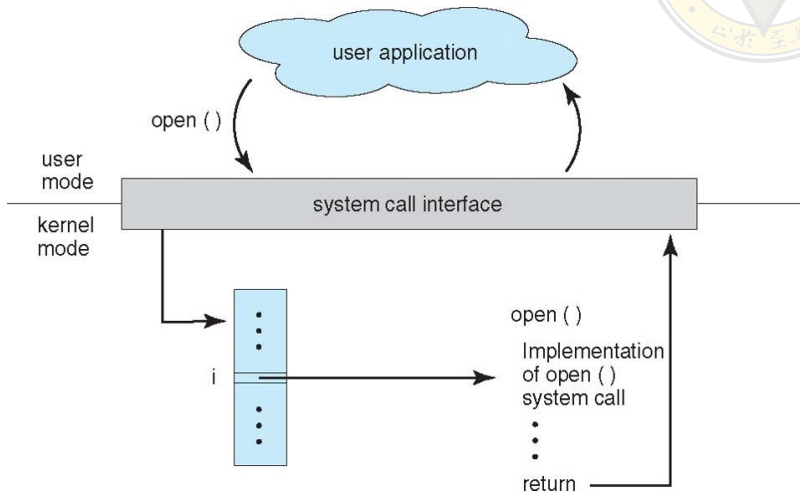 user application
open ( )
user
mode
system call interface
kernel
mode
open ( )
i
Implementation
of open ( )
system call
return